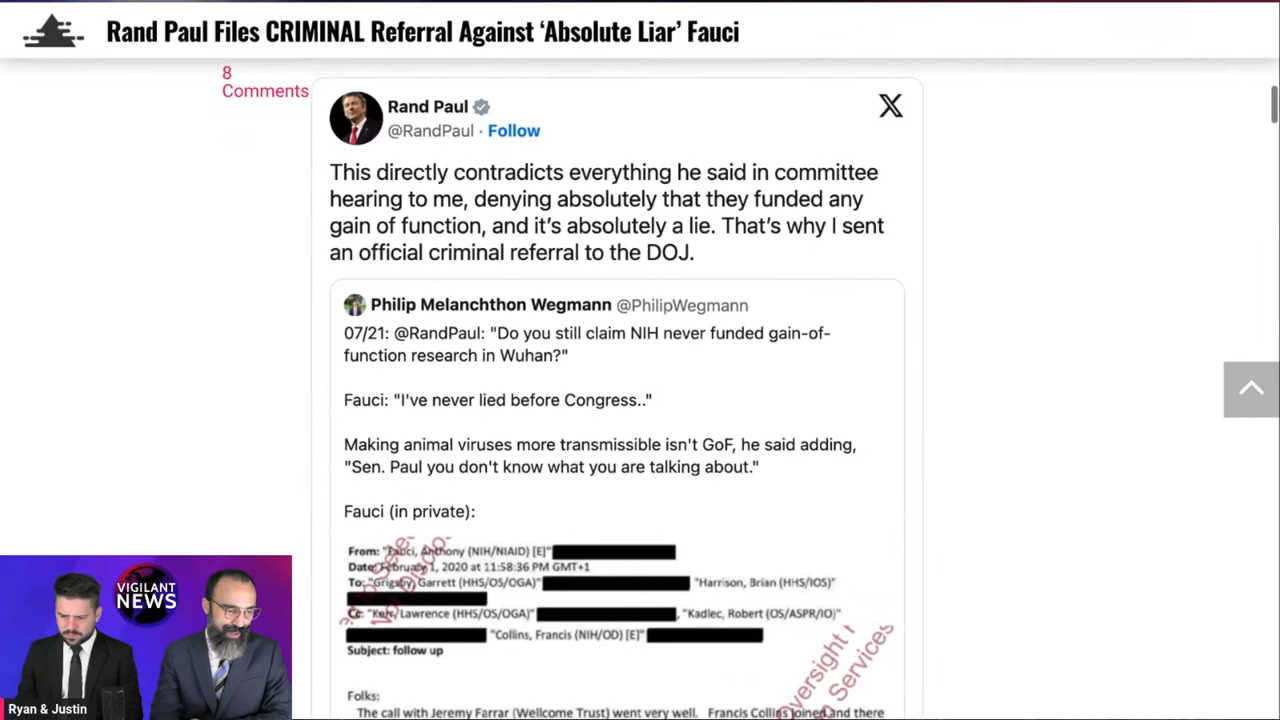 Rand Paul Files CRIMINAL Referral Against ‘Absolute Liar’ Fauci
8
Comments
Rand Paul
@RandPaul · Follow
This directly contradicts everything he said in committee
hearing to me, denying absolutely that they funded any
gain of function, and it’s absolutely a lie. That’s why I sent
an official criminal referral to the DOJ.
Philip Melanchthon Wegmann @PhilipWegmann
07/21: @RandPaul: "Do you still claim NIH never funded gain-of-
function research in Wuhan?"
Fauci: "I've never lied before Congress.."
Making animal viruses more transmissible isn't GoF, he said adding,
"Sen. Paul you don't know what you are talking about."
Fauci (in private):
From: "Fauci, Anthony (NIH/NIAID) [E]"
Date: February 1, 2020 at 11:58:36 PM GMT+1
To: "Grigsby, Garrett (HHS/OS/OGA)" "Harrison, Brian (HHS/IOS)"
Cc: "Kerr, Lawrence (HHS/OS/OGA)" , "Kadlec, Robert (OS/ASPR/IO)"
"Collins, Francis (NIH/OD) [E]"
Subject: follow up
Folks:
The call with Jeremy Farrar (Wellcome Trust) went very well. Francis Collins joined and there
Oversight
Services
VIGILANT
NEWS
Ryan & Justin